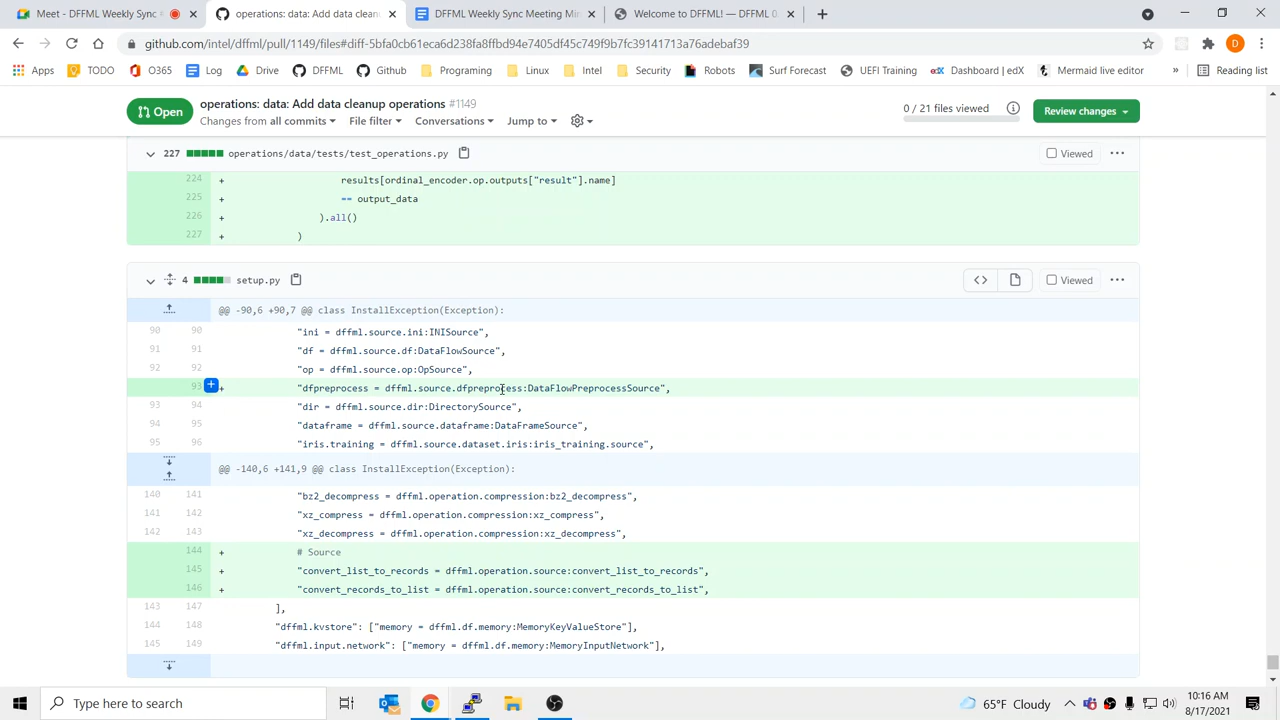 Meet - DFFML Weekly Sync
operations: data: Add data clean
DFFML Weekly Sync Meeting Min
Welcome to DFFML! — DFFML 0.
github.com/intel/dffml/pull/1149/files#diff-5bfa0cb61eca6d238fa3ffbd94e7405df45c749f9b7fc39141713a76adebaf39
D
Apps
TODO
O365
Log
Drive
DFFML
Github
Programing
Linux
Intel
Security
Robots
Surf Forecast
UEFI Training
edX
Dashboard | edX
Mermaid live editor
»
Reading list
Open
operations: data: Add data cleanup operations #1149
Changes from all commits
File filter
Conversations
Jump to
0 / 21 files viewed
Review changes
227 operations/data/tests/test_operations.py
Viewed
224 + results[ordinal_encoder.op.outputs["result"].name]
225 + == output_data
226 + ).all()
227 + )
4 setup.py
Viewed
@@ -90,6 +90,7 @@ class InstallException(Exception):
90 90 "ini = dffml.source.ini:INISource",
91 91 "df = dffml.source.df:DataFlowSource",
92 92 "op = dffml.source.op:OpSource",
93 + "dfpreprocess = dffml.source.dfpreprocess:DataFlowPreprocessSource",
93 94 "dir = dffml.source.dir:DirectorySource",
94 95 "dataframe = dffml.source.dataframe:DataFrameSource",
95 96 "iris.training = dffml.source.dataset.iris:iris_training.source",
@@ -140,6 +141,9 @@ class InstallException(Exception):
140 141 "bz2_decompress = dffml.operation.compression:bz2_decompress",
141 142 "xz_compress = dffml.operation.compression:xz_compress",
142 143 "xz_decompress = dffml.operation.compression:xz_decompress",
144 + # Source
145 + "convert_list_to_records = dffml.operation.source:convert_list_to_records",
146 + "convert_records_to_list = dffml.operation.source:convert_records_to_list",
143 147 ],
144 148 "dffml.kvstore": ["memory = dffml.df.memory:MemoryKeyValueStore"],
145 149 "dffml.input.network": ["memory = dffml.df.memory:MemoryInputNetwork"],
Type here to search
65°F Cloudy
10:16 AM
8/17/2021